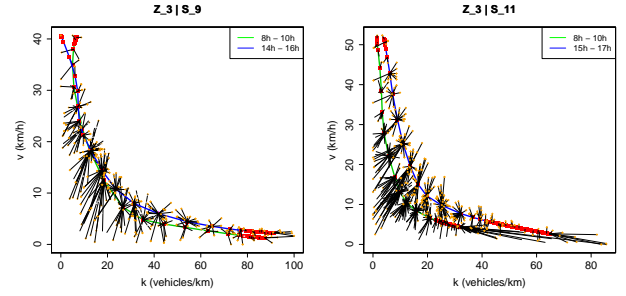 Z_3 | S_9
8h − 10h
14h − 16h
v (km/h)
40
30
20
10
0
0 20 40 60 80 100
k (vehicles/km)
Z_3 | S_11
8h − 10h
15h − 17h
v (km/h)
50
40
30
20
10
0
0 20 40 60 80
k (vehicles/km)